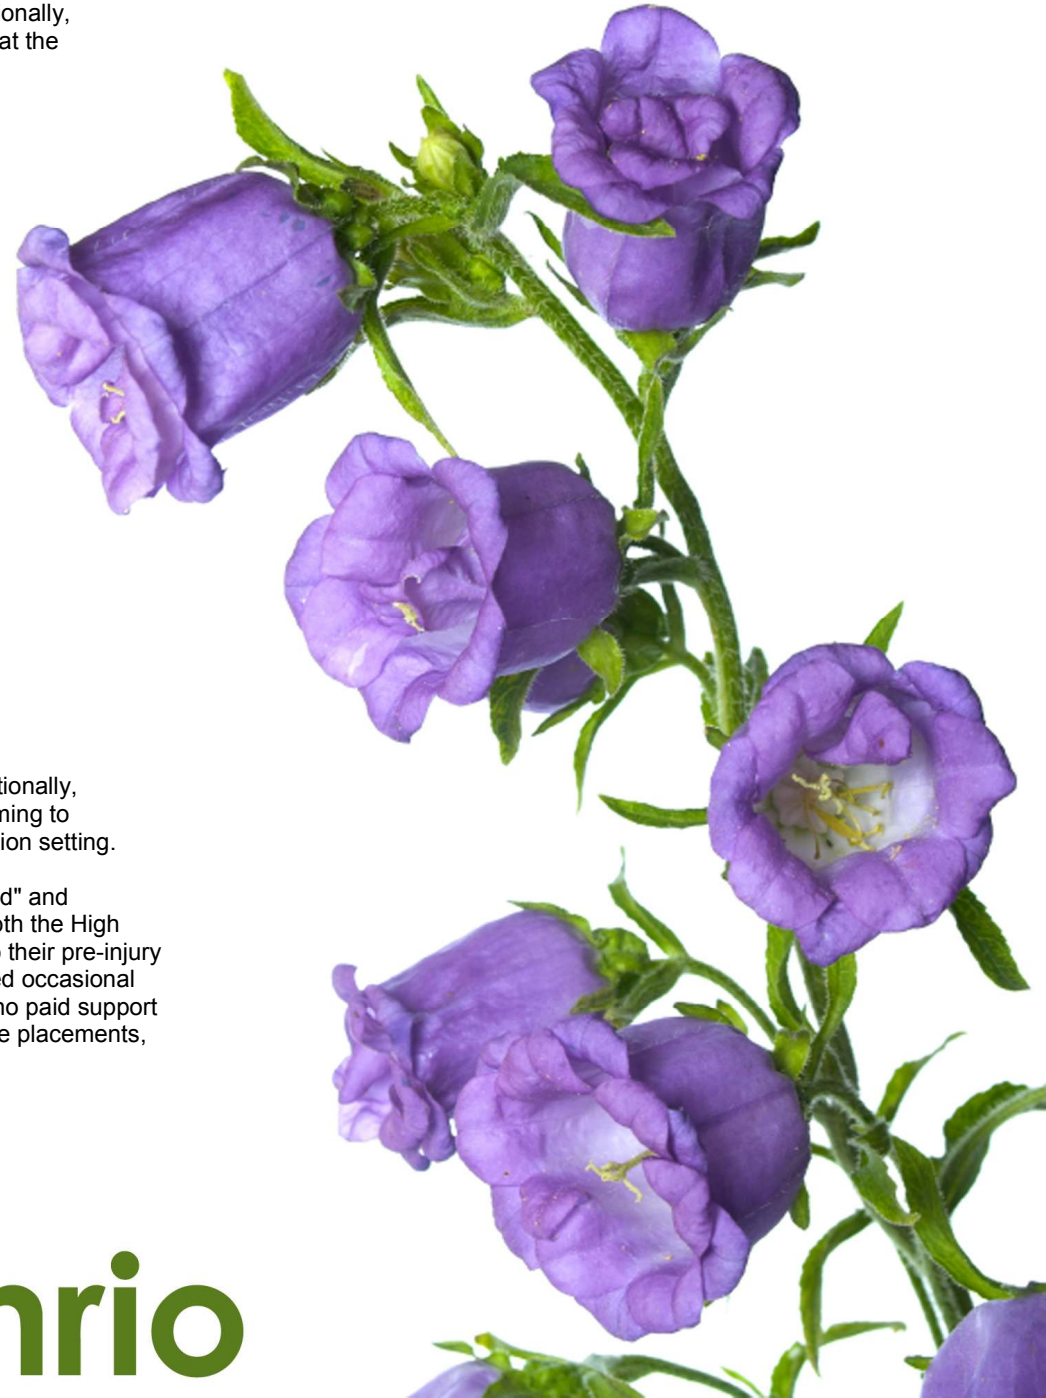 onally,
at the
tionally,
ming to
ion setting.
d" and
oth the High
their pre-injury
ed occasional
no paid support
e placements,
nrio